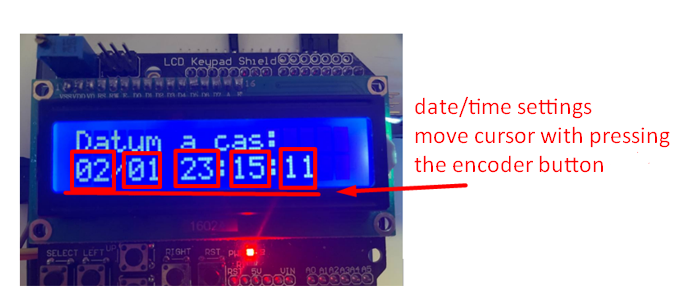 LCD Keypad Shield
Datum a cas:
02/01 23:15:11
date/time settings
move cursor with pressing
the encoder button
1602
SELECT LEFT
RIGHT
RST
RST 5V VIN A0 A1 A2 A3 A4 A5